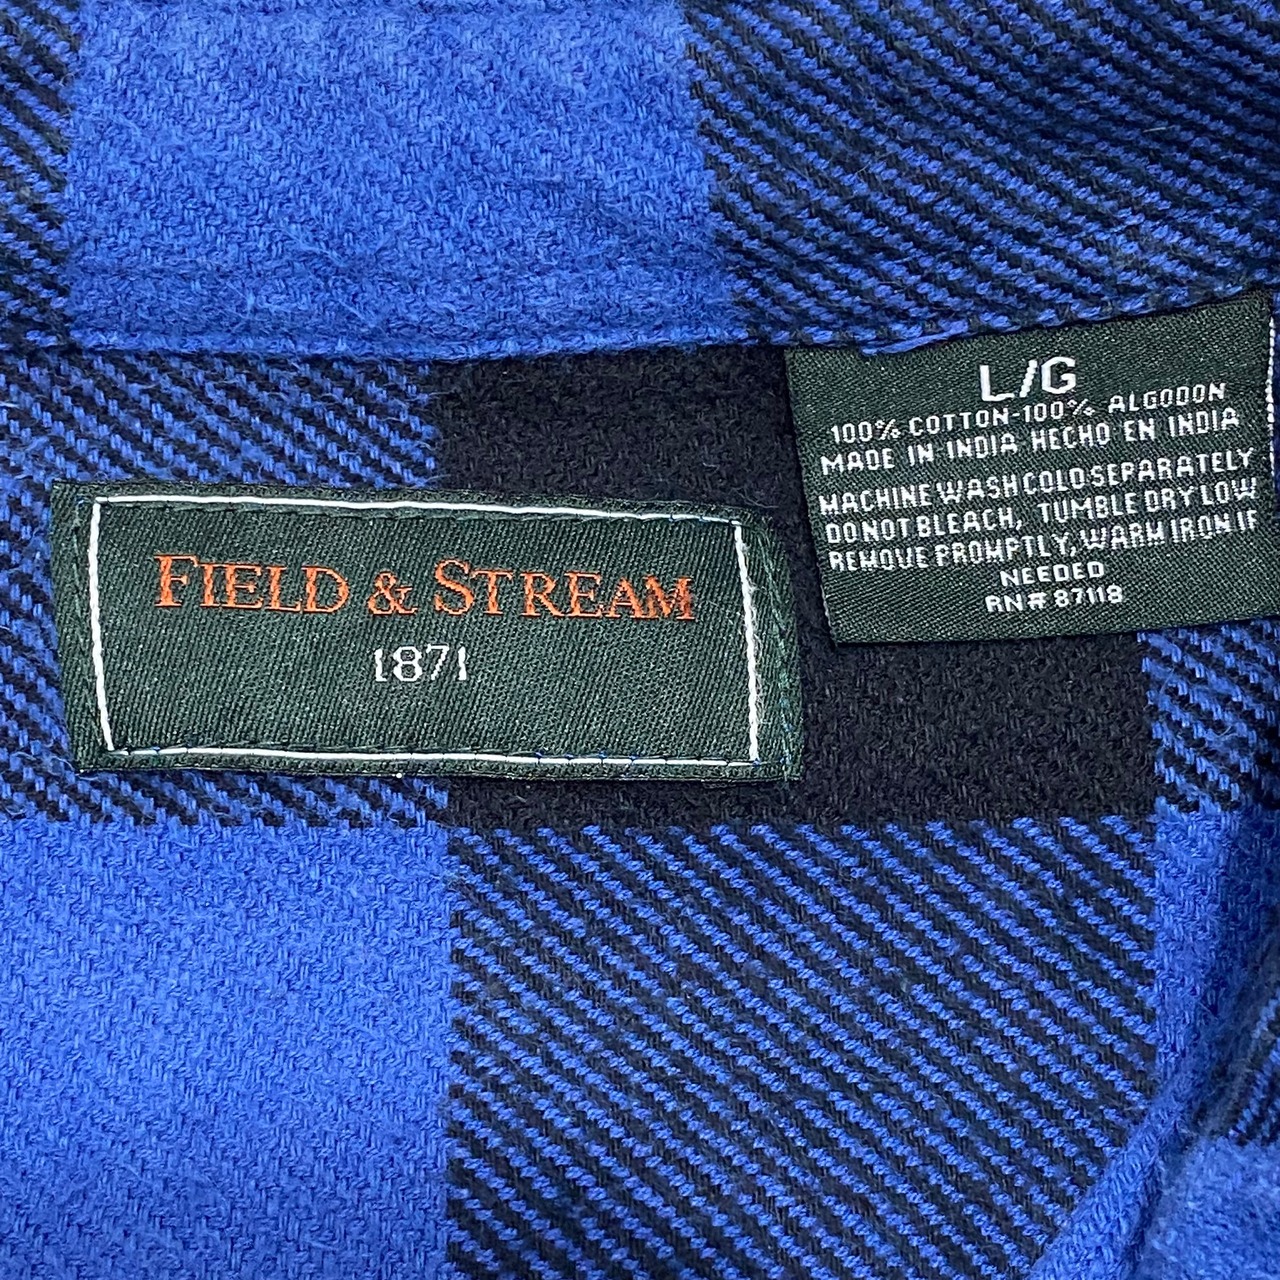 FIELD & STREAM
1871
L/G
100% COTTON-100% ALGODON
MADE IN INDIA HECHO EN INDIA
MACHINE WASH COLD SEPARATELY
DO NOT BLEACH, TUMBLE DRY LOW
REMOVE PROMPTLY, WARM IRON IF
NEEDED
RN# 87118